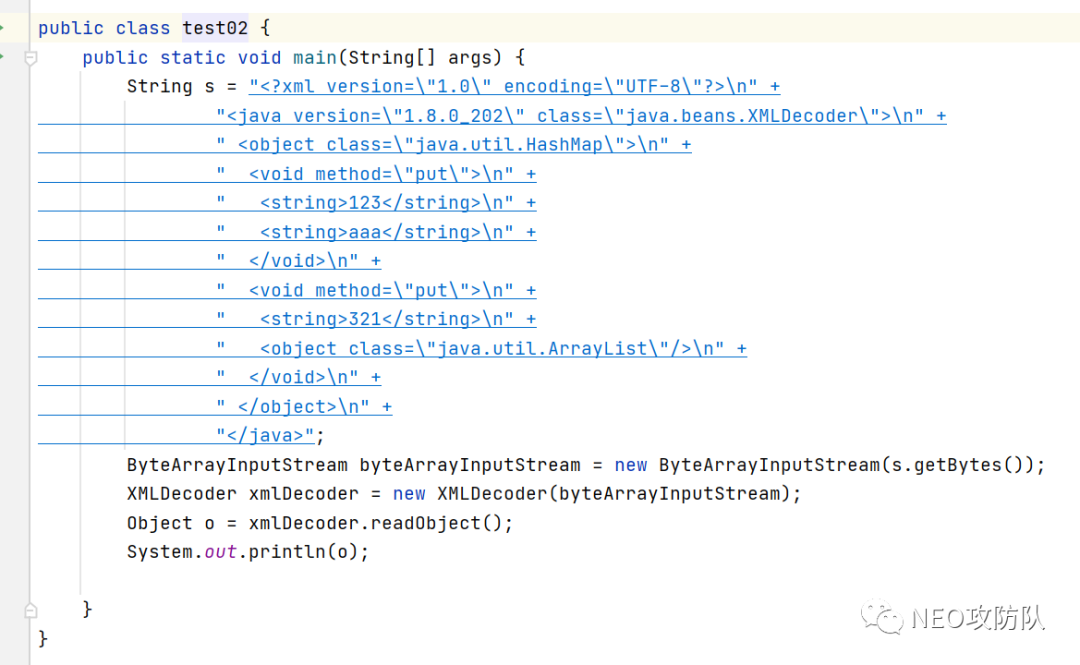 public class test02 {
public static void main(String[] args) {
String s = "<?xml version=\"1.0\" encoding=\"UTF-8\"?>\n" +
"<java version=\"1.8.0_202\" class=\"java.beans.XMLDecoder\">\n" +
" <object class=\"java.util.HashMap\">\n" +
"  <void method=\"put\">\n" +
"   <string>123</string>\n" +
"   <string>aaa</string>\n" +
"  </void>\n" +
"  <void method=\"put\">\n" +
"   <string>321</string>\n" +
"   <object class=\"java.util.ArrayList\"/>\n" +
"  </void>\n" +
" </object>\n" +
"</java>";
ByteArrayInputStream byteArrayInputStream = new ByteArrayInputStream(s.getBytes());
XMLDecoder xmlDecoder = new XMLDecoder(byteArrayInputStream);
Object o = xmlDecoder.readObject();
System.out.println(o);
}
NEO攻防队
}